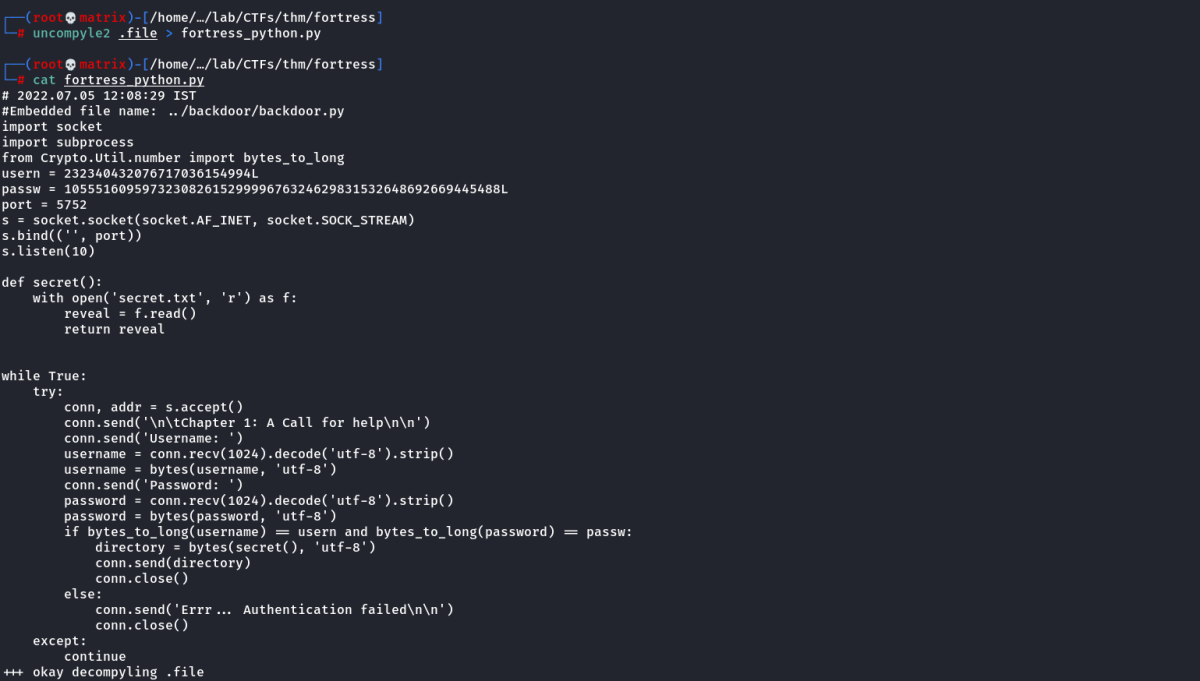 ┌──(root💀matrix)-[/home/…/lab/CTFs/thm/fortress]
└─# uncompyle2 .file > fortress_python.py
┌──(root💀matrix)-[/home/…/lab/CTFs/thm/fortress]
└─# cat fortress_python.py
# 2022.07.05 12:08:29 IST
#Embedded file name: ../backdoor/backdoor.py
import socket
import subprocess
from Crypto.Util.number import bytes_to_long
usern = 232340432076717036154994L
passw = 10555160959732308261529999676324629831532648692669445488L
port = 5752
s = socket.socket(socket.AF_INET, socket.SOCK_STREAM)
s.bind(('', port))
s.listen(10)
def secret():
    with open('secret.txt', 'r') as f:
        reveal = f.read()
        return reveal
while True:
    try:
        conn, addr = s.accept()
        conn.send('\n\tChapter 1: A Call for help\n\n')
        conn.send('Username: ')
        username = conn.recv(1024).decode('utf-8').strip()
        username = bytes(username, 'utf-8')
        conn.send('Password: ')
        password = conn.recv(1024).decode('utf-8').strip()
        password = bytes(password, 'utf-8')
        if bytes_to_long(username) == usern and bytes_to_long(password) == passw:
            directory = bytes(secret(), 'utf-8')
            conn.send(directory)
            conn.close()
        else:
            conn.send('Errr... Authentication failed\n\n')
            conn.close()
    except:
        continue
+++ okay decompyling .file